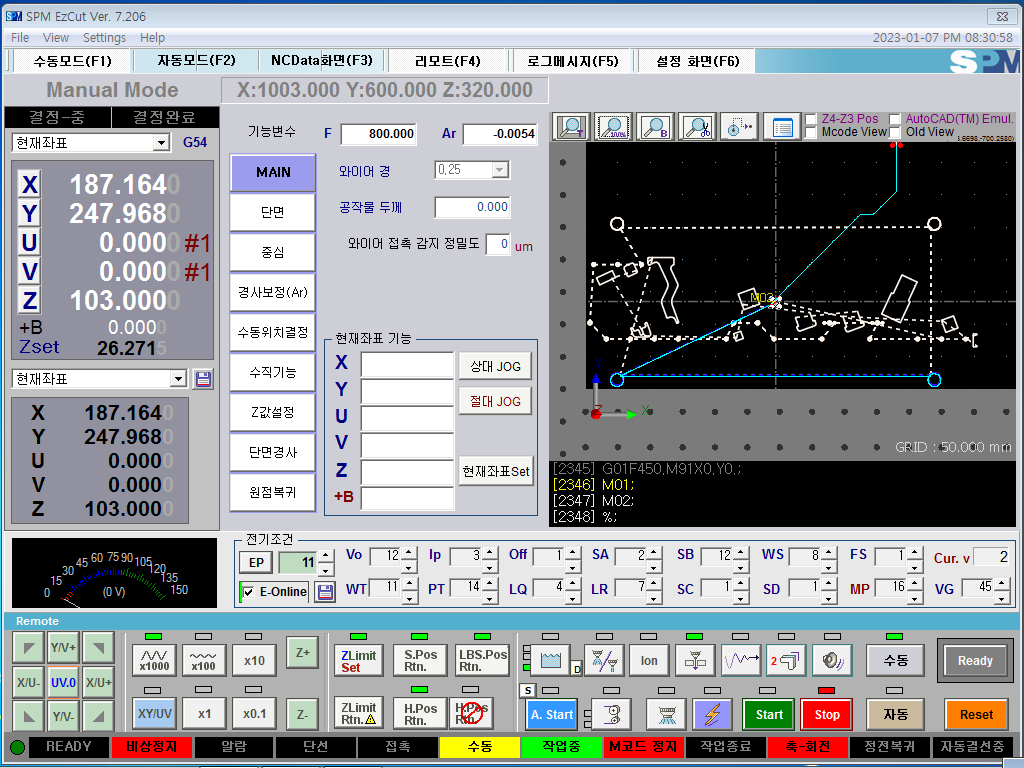 SPM EzCut Ver. 7.206
File View Settings Help
2023-01-07 PM 08:30:58
수동모드(F1) 자동모드(F2) NCData화면(F3) 리모트(F4) 로그메시지(F5) 설정 화면(F6) SPM
Manual Mode
X:1003.000 Y:600.000 Z:320.000
결정-중 결정완료
현재좌표 G54
X 187.1640
Y 247.9680
U 0.0000 #1
V 0.0000 #1
Z 103.0000
+B 0.0000
Zset 26.2715
현재좌표
X 187.1640
Y 247.9680
U 0.0000
V 0.0000
Z 103.0000
기능변수 F 800.000 Ar -0.0054
MAIN
단면
중심
경사보정(Ar)
수동위치결정
수직기능
Z값설정
단면경사
원점복귀
와이어 경 0,25
공작물 두께 0.000
와이어 접촉 감지 정밀도 0 um
현재좌표 기능
X
Y
U
V
Z
+B
상대 JOG
절대 JOG
현재좌표Set
T 100% B
Z4-Z3 Pos AutoCAD(TM) Emul.
Mcode View Old View
M02
Y
Z X
GRID : 50.000 mm
[2345] G01F450,M91X0,Y0,;
[2346] M01;
[2347] M02;
[2348] %;
0 15 30 45 60 75 90 105 120 135 150
(0 V)
전기조건
EP 11 Vo 12 Ip 3 Off 1 SA 2 SB 12 WS 8 FS 1 Cur. v 2
E-Online WT 11 PT 14 LQ 4 LR 7 SC 1 SD 1 MP 16 VG 45
Remote
Y/V+
X/U- UV.0 X/U+
Y/V-
x1000 x100 x10 Z+
XY/UV x1 x0.1 Z-
ZLimit Set
S.Pos Rtn.
LBS.Pos Rtn.
ZLimit Rtn.
H.Pos Rtn.
H.Pos Rtn.
D
Ion
2
수동
Ready
S
A. Start
Start
Stop
자동
Reset
READY 비상정지 알람 단선 접촉 수동 작업중 M코드 정지 작업종료 축-회전 정전복귀 자동결선중